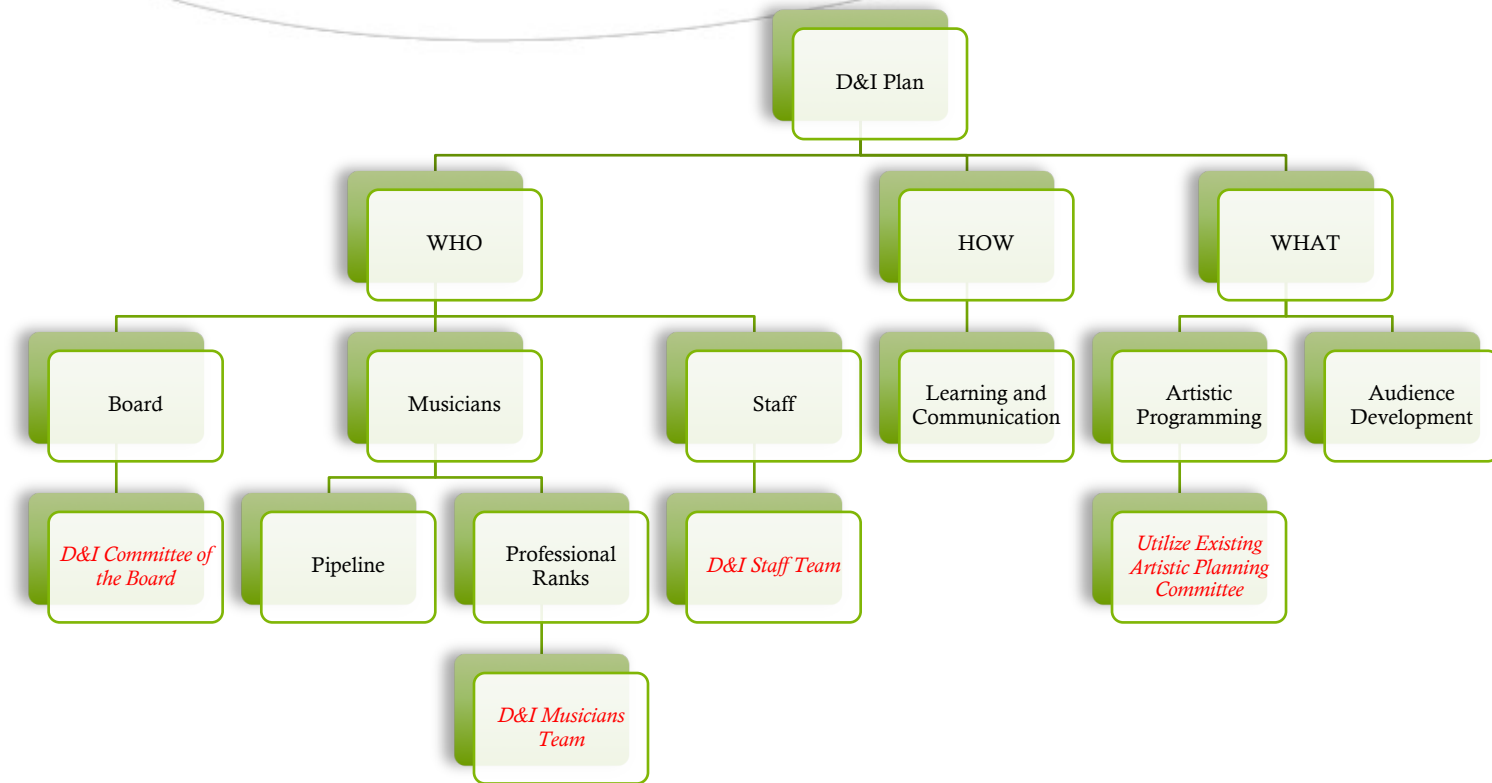 D&I Plan
WHO
HOW
WHAT
Board
Musicians
Staff
Learning and
Communication
Artistic
Programming
Audience
Development
D&I Committee of
the Board
Pipeline
Professional
Ranks
D&I Staff Team
Utilize Existing
Artistic Planning
Committee
D&I Musicians
Team